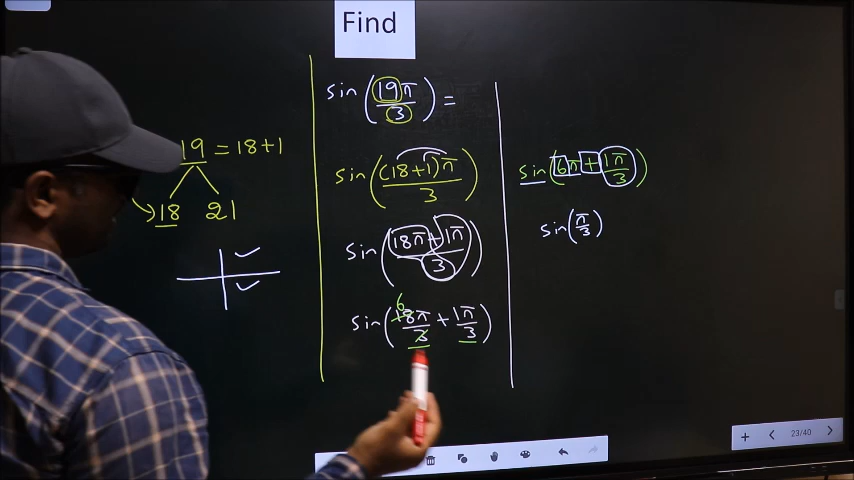 Find
19 = 18+1
18 21
sin(19π/3) =
sin((18+1)π/3)
sin((18π+1π)/3)
6
sin(18π/3 + 1π/3)
sin(6π + 1π/3)
sin(π/3)
+ < 23/40 >